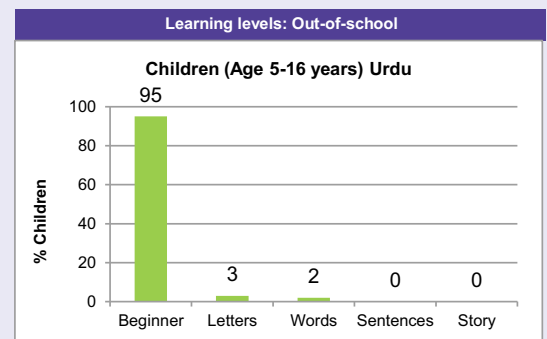 Learning levels: Out-of-school
Children (Age 5-16 years) Urdu
95
100
80
60
40
20
0
% Children
3
2
0
0
Beginner Letters Words Sentences Story